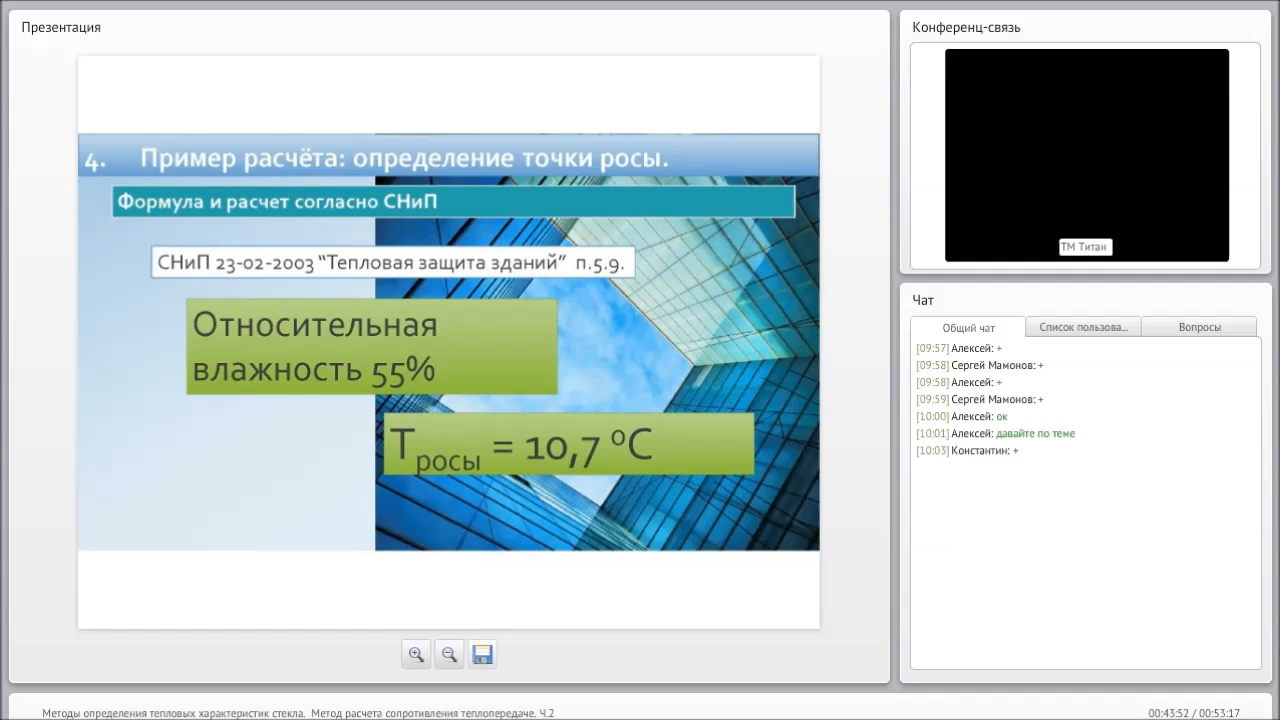 Презентация
4. Пример расчёта: определение точки росы.
Формула и расчет согласно СНиП
СНиП 23-02-2003 “Тепловая защита зданий” п.5.9.
Относительная
влажность 55%
Tросы = 10,7 ºC
Конференц-связь
ТМ Титан
Чат
Общий чат
Список пользова...
Вопросы
[09:57] Алексей: +
[09:58] Сергей Мамонов: +
[09:58] Алексей: +
[09:59] Сергей Мамонов: +
[10:00] Алексей: ок
[10:01] Алексей: давайте по теме
[10:03] Константин: +
Методы определения тепловых характеристик стекла. Метод расчета сопротивления теплопередаче. Ч.2
00:43:52 / 00:53:17